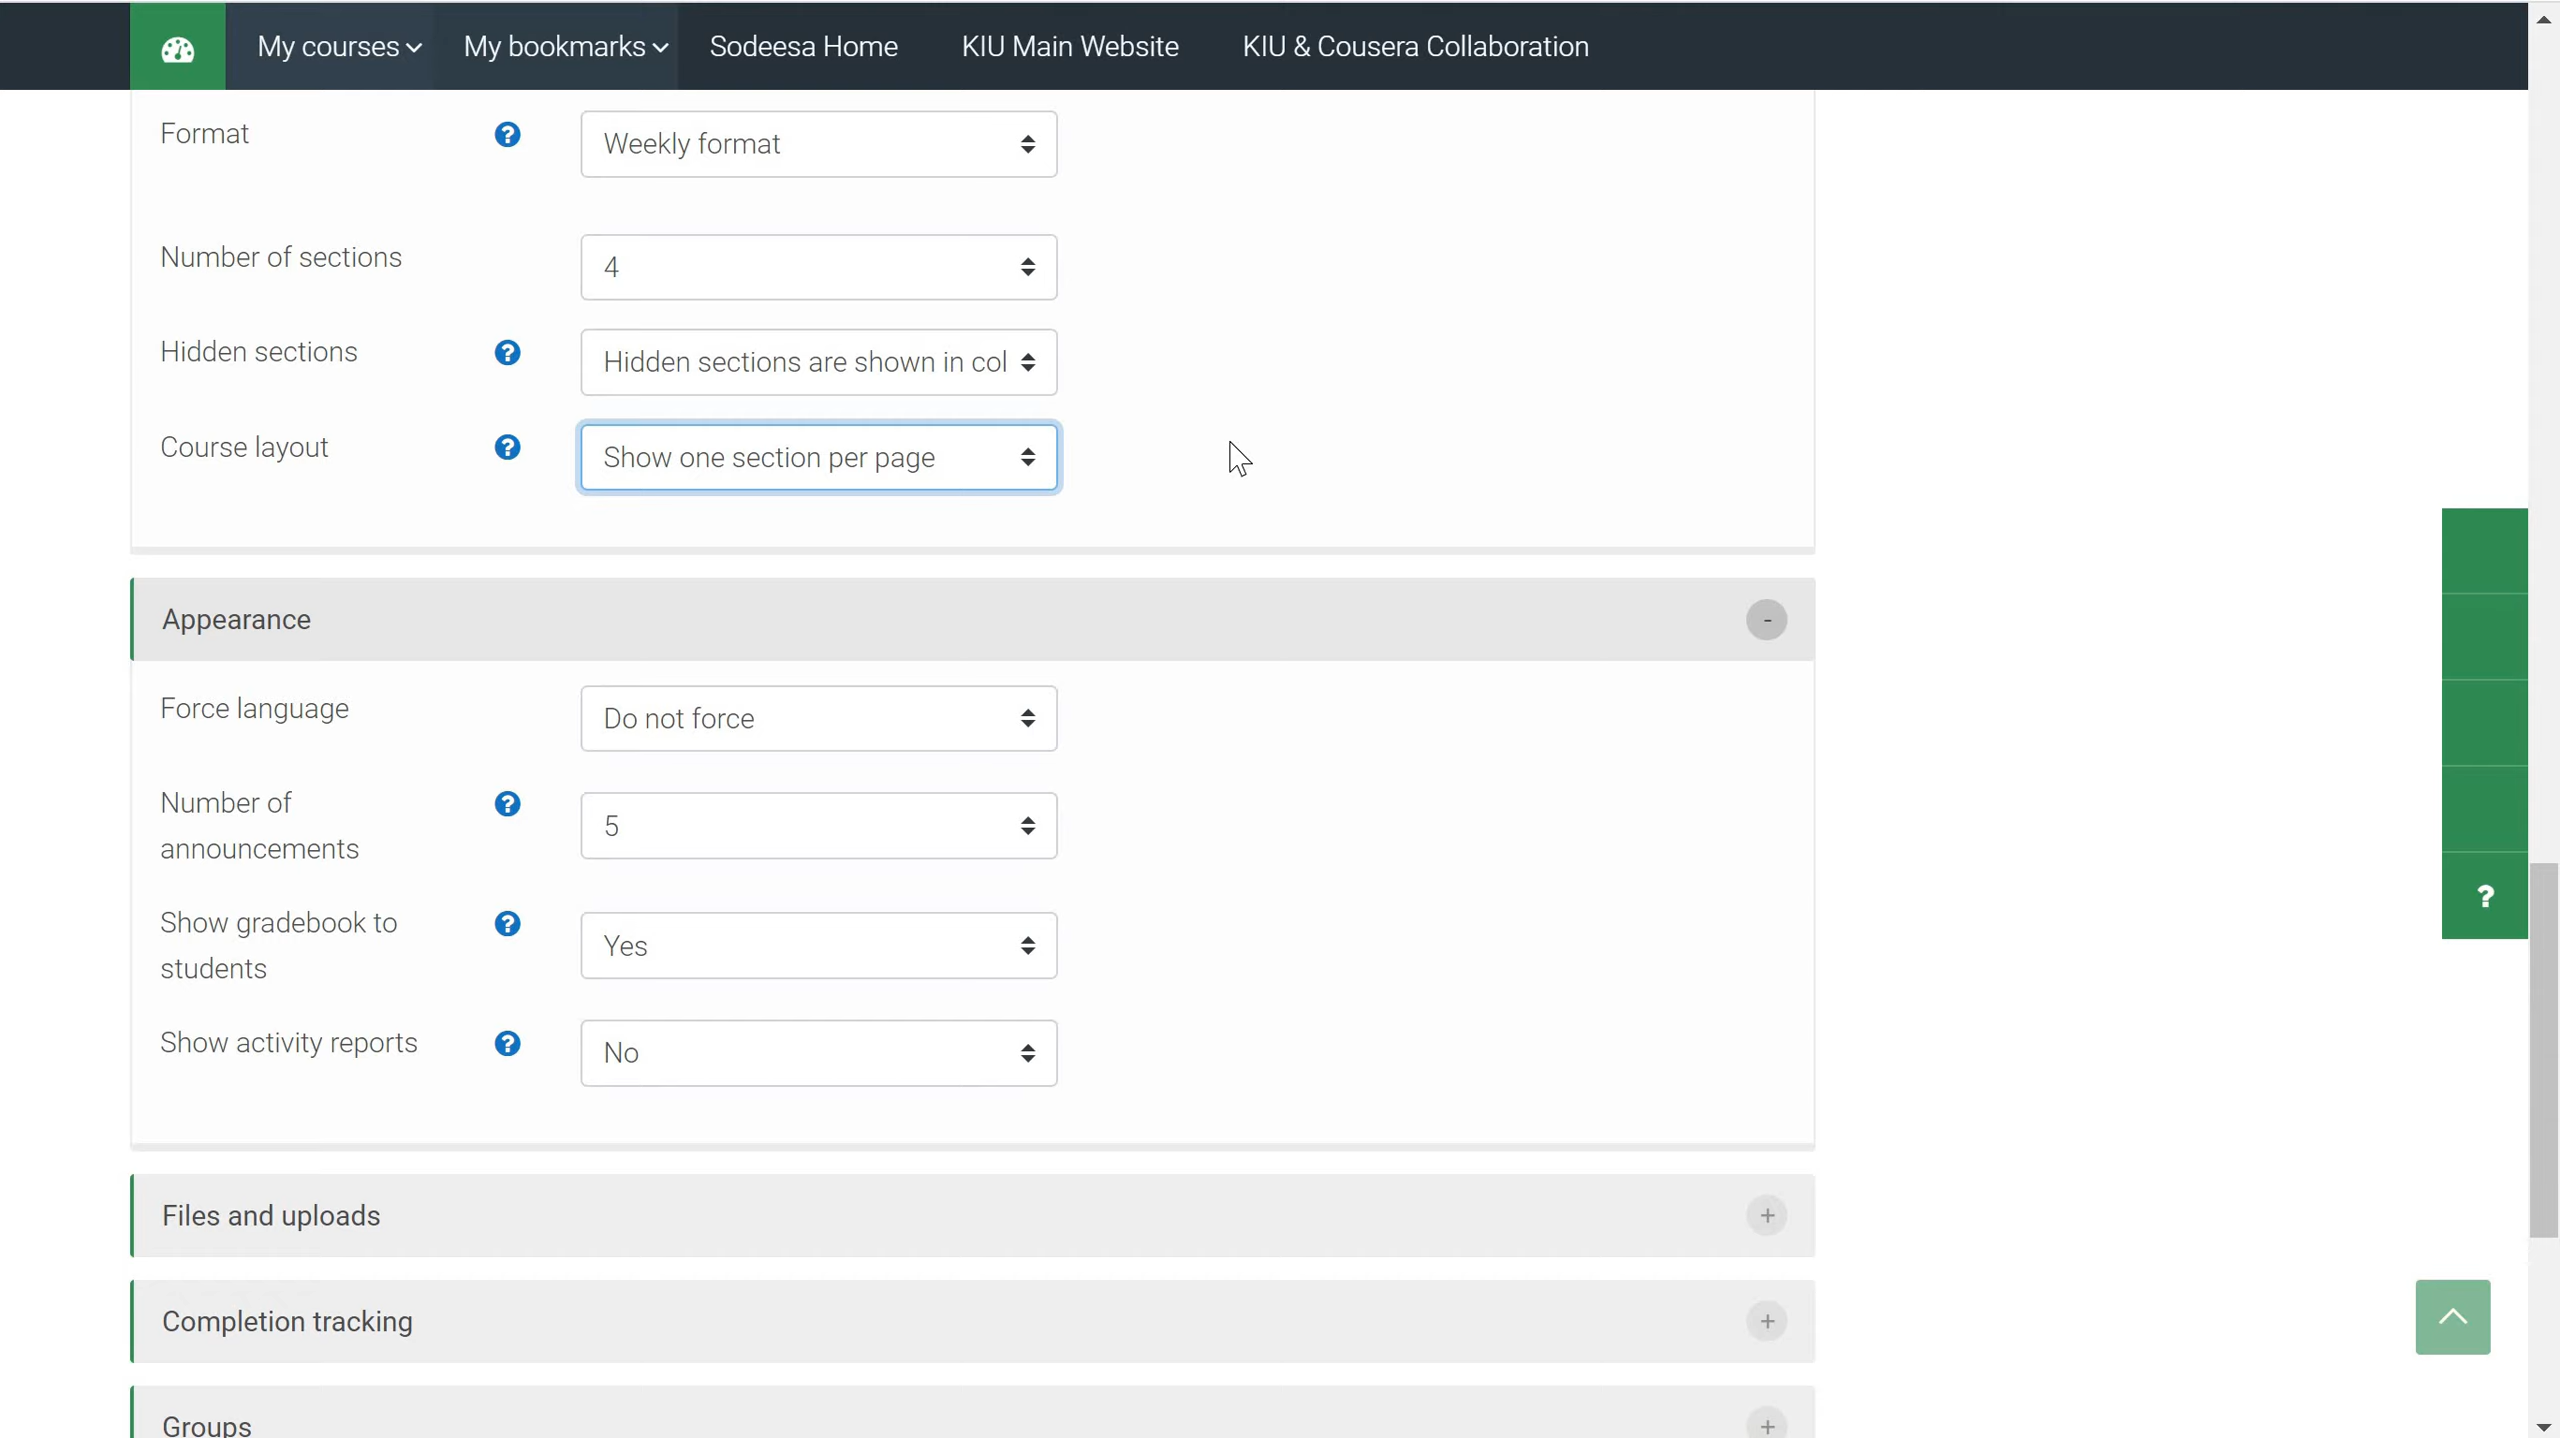 My courses My bookmarks Sodeesa Home KIU Main Website KIU & Cousera Collaboration
Format ? Weekly format
Number of sections 4
Hidden sections ? Hidden sections are shown in col
Course layout ? Show one section per page
Appearance -
Force language Do not force
Number of
announcements ? 5
Show gradebook to
students ? Yes
Show activity reports ? No
?
Files and uploads +
Completion tracking +
Groups +